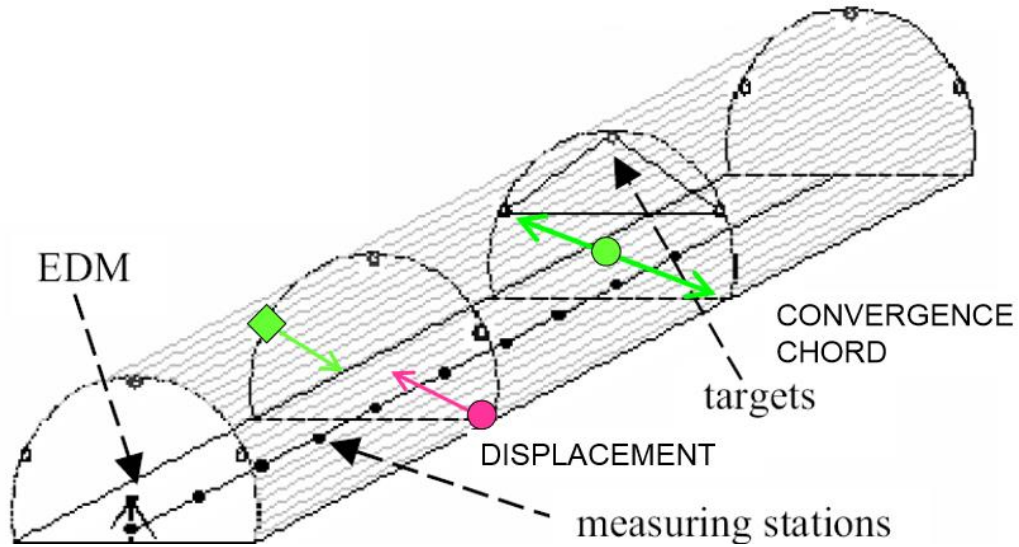 EDM
CONVERGENCE
CHORD
targets
DISPLACEMENT
measuring stations